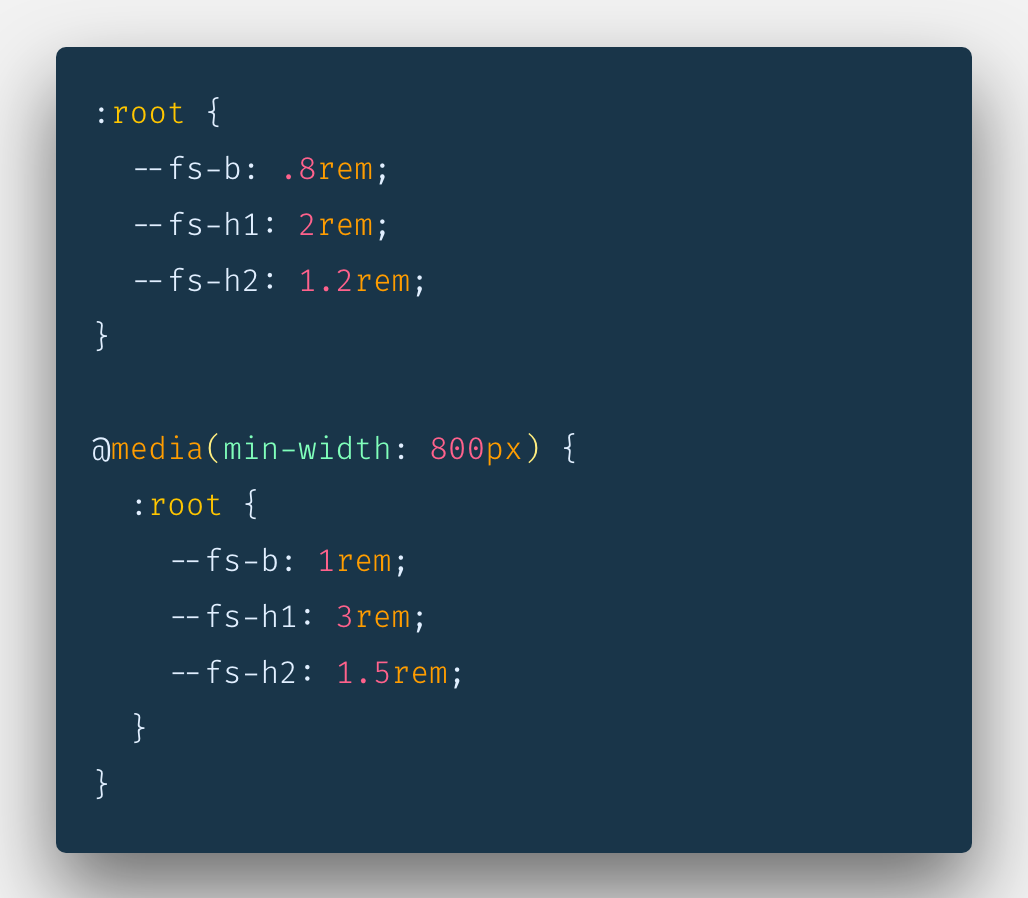 :root {
  --fs-b: .8rem;
  --fs-h1: 2rem;
  --fs-h2: 1.2rem;
}

@media(min-width: 800px) {
  :root {
    --fs-b: 1rem;
    --fs-h1: 3rem;
    --fs-h2: 1.5rem;
  }
}